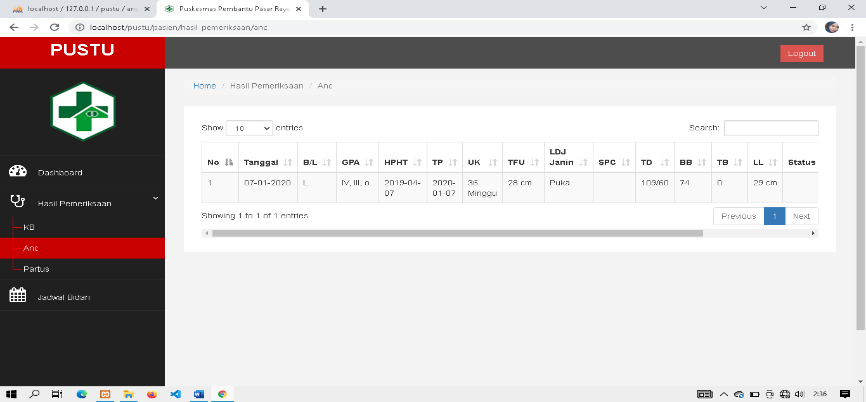 localhost / 127.0.0.1 / pustu / an
Puskesmas Pembantu Pasar Raya
localhost/pustu/pasien/hasil-pemeriksaan/anc
PUSTU
Logout
Home / Hasil Pemeriksaan / Anc
Show 10 entries
Search:
No Tanggal B/L GPA HPHT TP UK TFU LDJ Janin SPC TD BB TB LL Status
1 07-01-2020 L IV, III, o 2019-04-07 2020-01-07 36 Minggu 28 cm Puka 109/60 74 0 29 cm
Showing 1 to 1 of 1 entries
Previous 1 Next
Dashboard
Hasil Pemeriksaan
KB
Anc
Partus
Jadwal Bidan
2:36